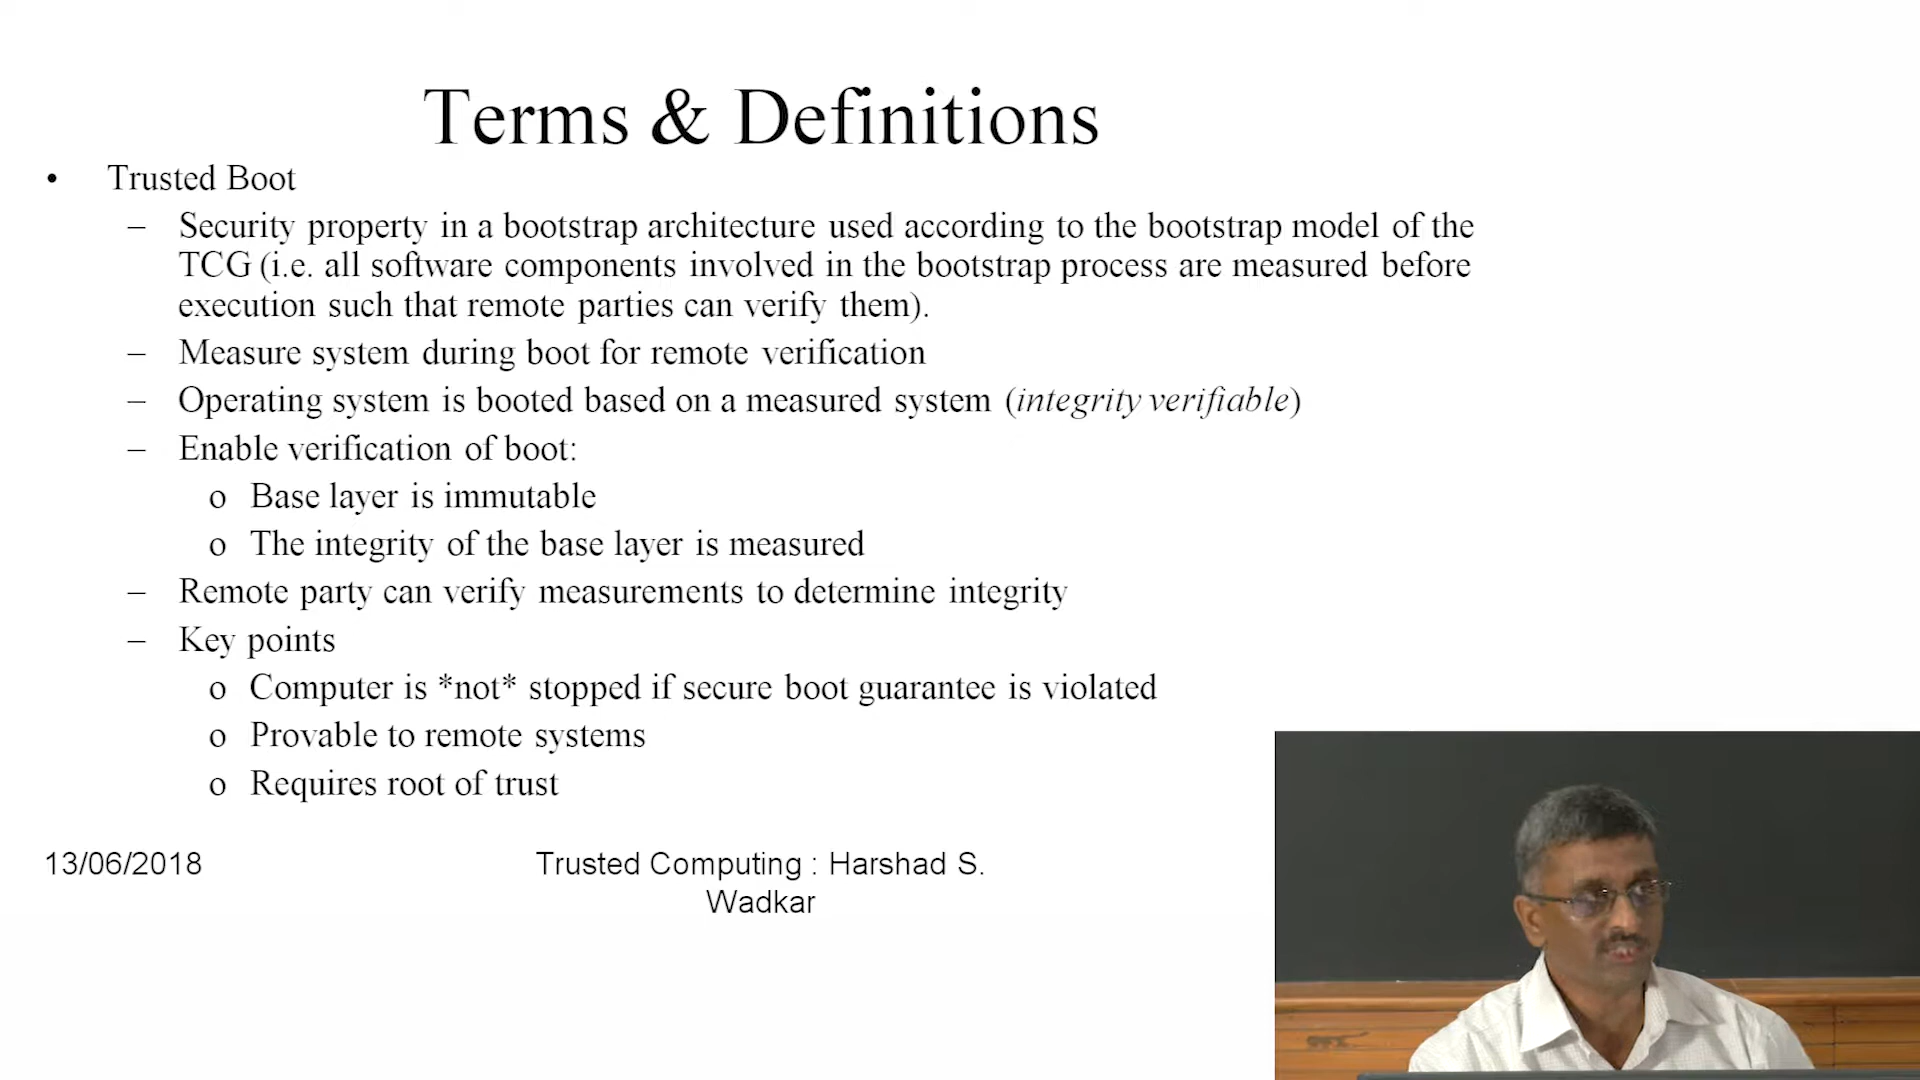 Terms & Definitions
• Trusted Boot
– Security property in a bootstrap architecture used according to the bootstrap model of the
TCG (i.e. all software components involved in the bootstrap process are measured before
execution such that remote parties can verify them).
– Measure system during boot for remote verification
– Operating system is booted based on a measured system (integrity verifiable)
– Enable verification of boot:
o Base layer is immutable
o The integrity of the base layer is measured
– Remote party can verify measurements to determine integrity
– Key points
o Computer is *not* stopped if secure boot guarantee is violated
o Provable to remote systems
o Requires root of trust
13/06/2018
Trusted Computing : Harshad S.
Wadkar